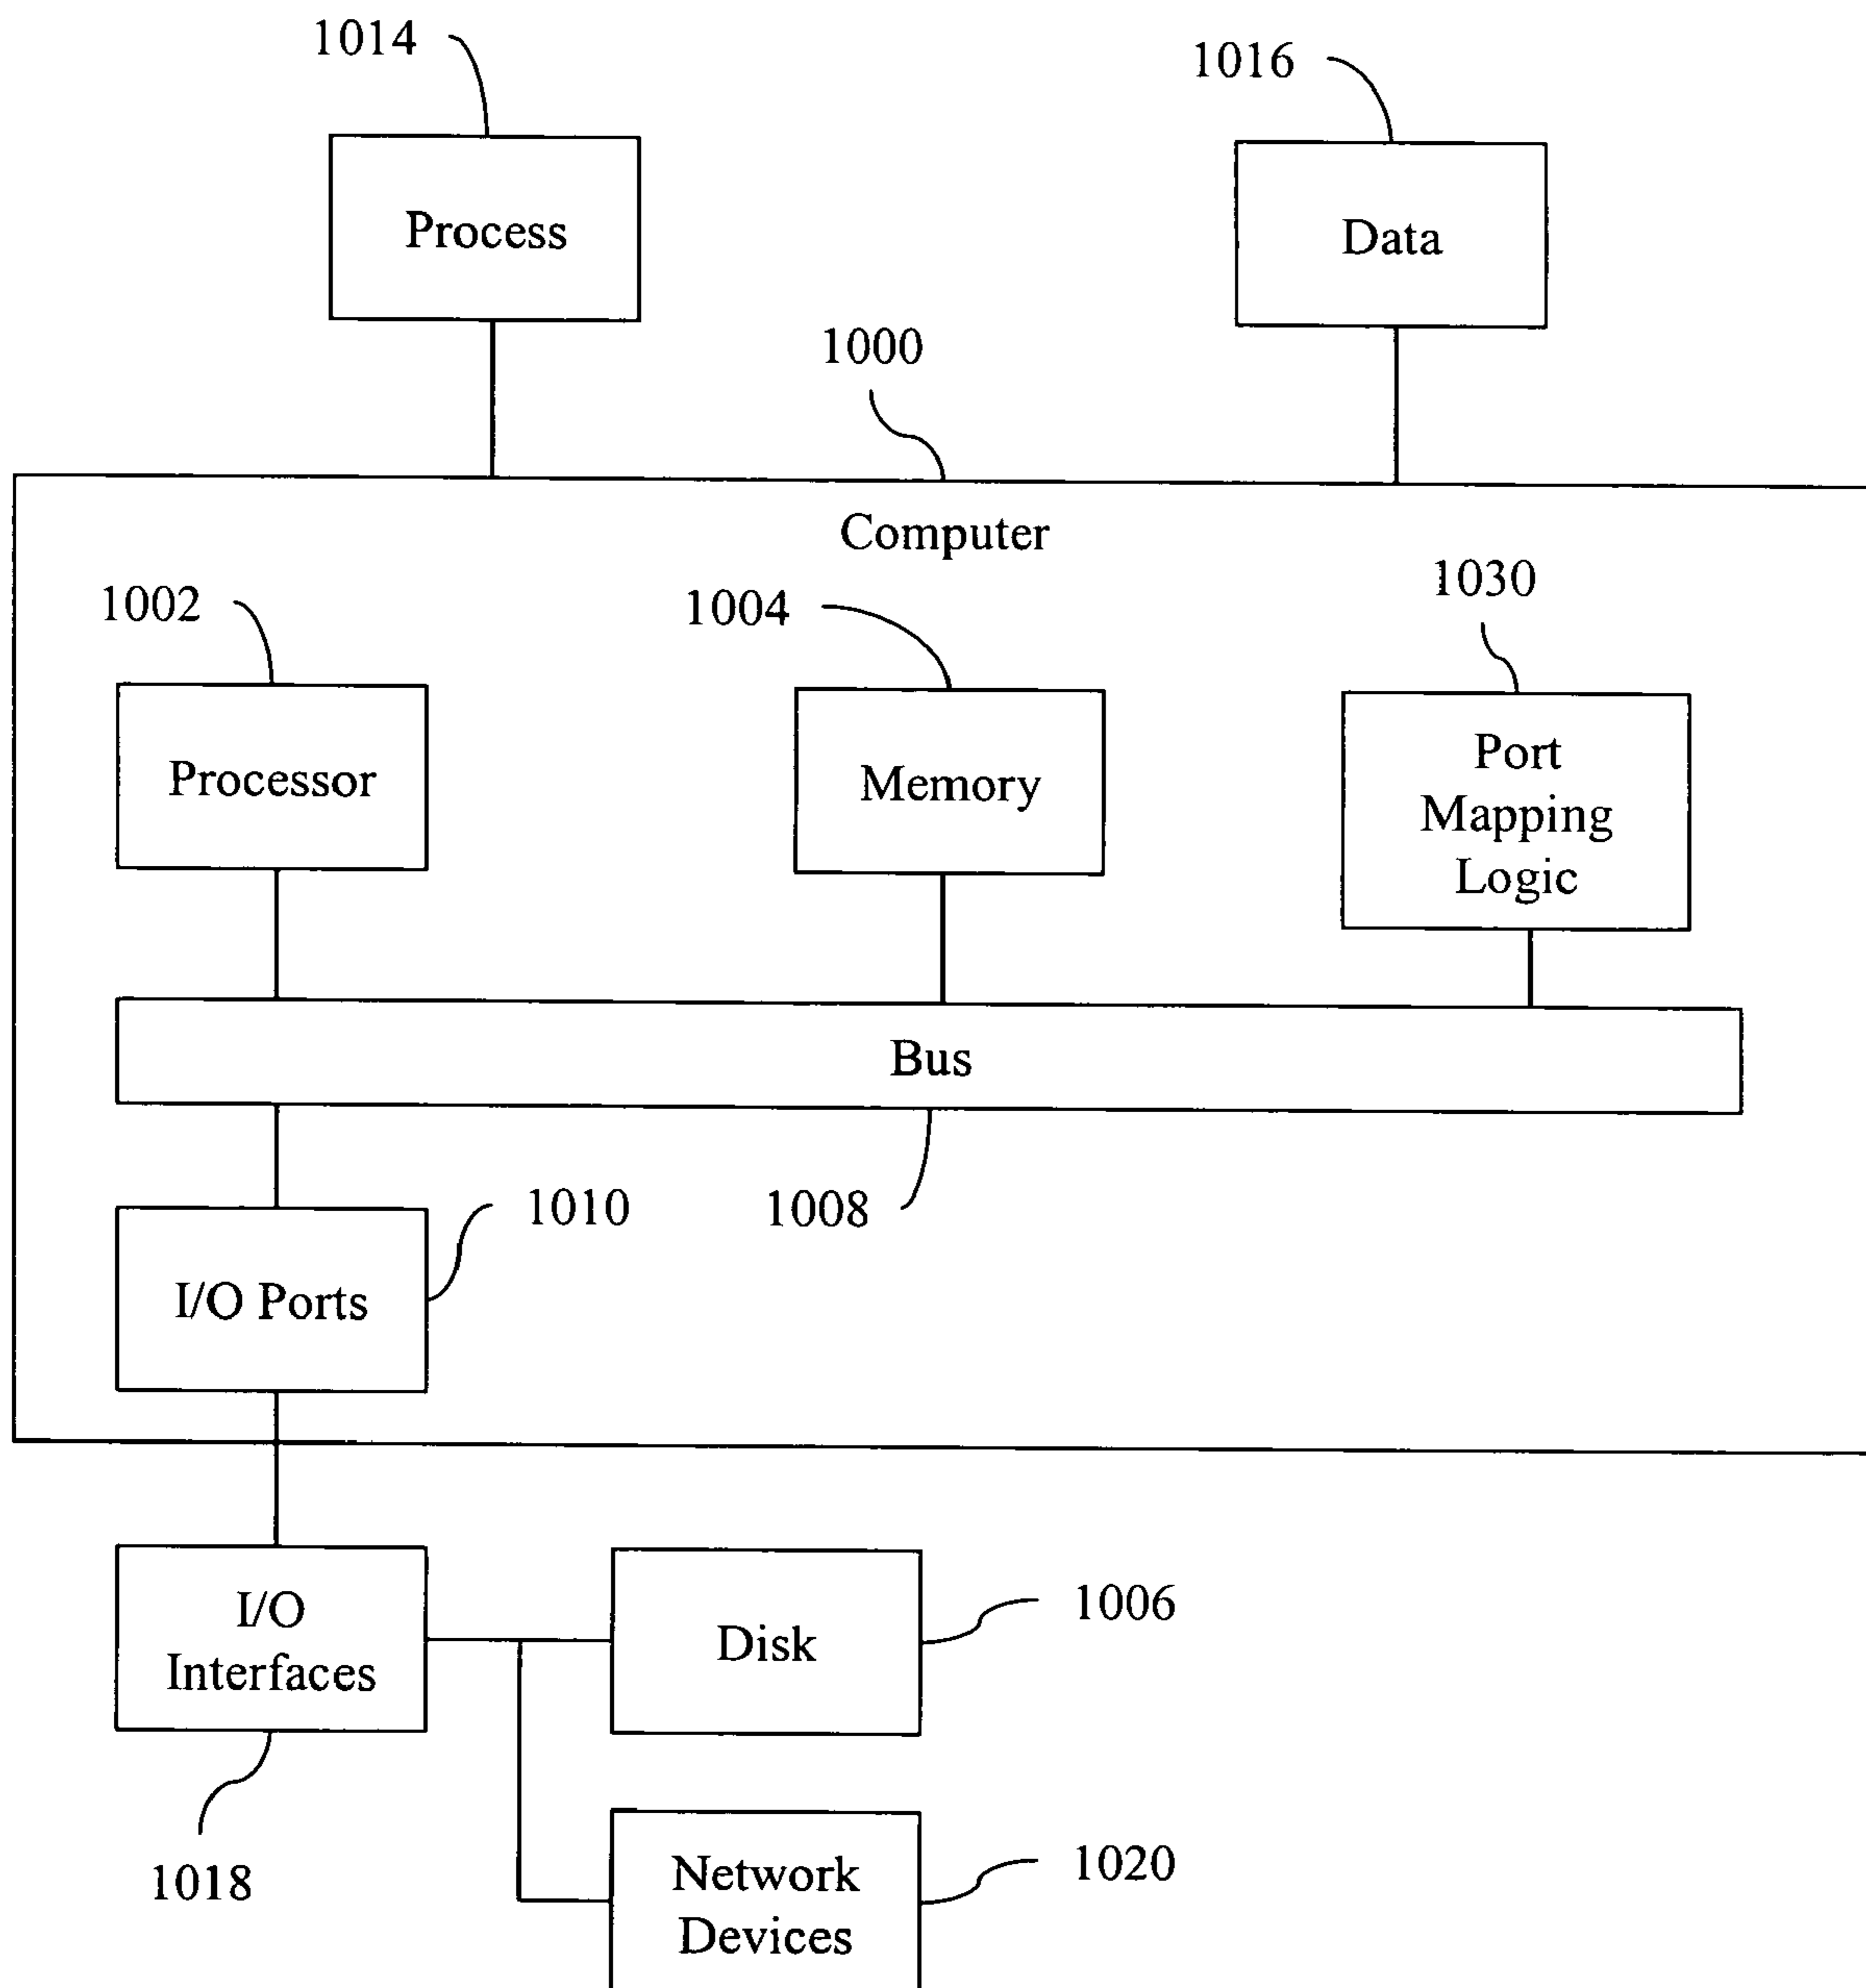 1014
1016
Process
Data
1000
Computer
1002
1004
1030
Processor
Memory
Port
Mapping
Logic
Bus
1010
1008
I/O Ports
I/O
Interfaces
Disk
1006
1018
Network
Devices
1020